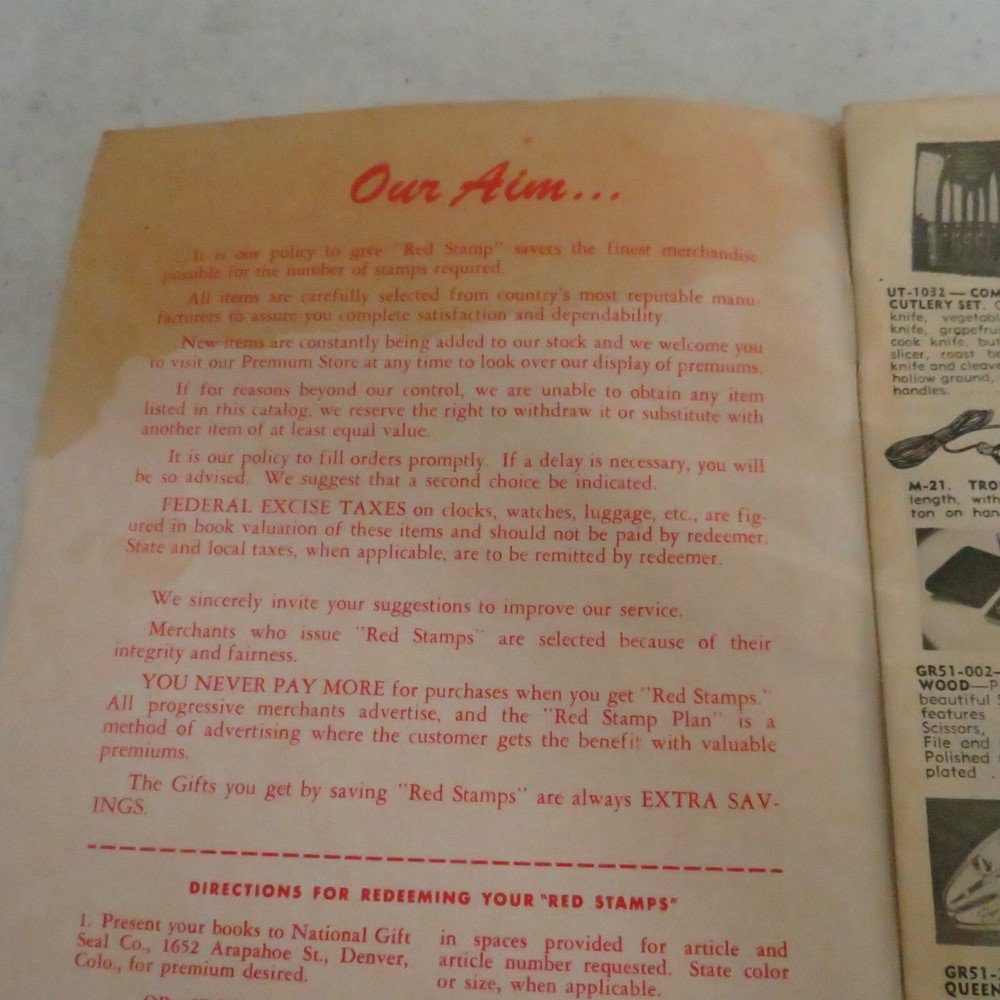 Our Aim...
It is our policy to give "Red Stamp" savers the finest merchandise
possible for the number of stamps required.
All items are carefully selected from country's most reputable manu-
facturers to assure you complete satisfaction and dependability.
New items are constantly being added to our stock and we welcome you
to visit our Premium Store at any time to look over our display of premiums.
If for reasons beyond our control, we are unable to obtain any item
listed in this catalog, we reserve the right to withdraw it or substitute with
another item of at least equal value.
It is our policy to fill orders promptly. If a delay is necessary, you will
be so advised. We suggest that a second choice be indicated.
FEDERAL EXCISE TAXES on clocks, watches, luggage, etc., are fig-
ured in book valuation of these items and should not be paid by redeemer.
State and local taxes, when applicable, are to be remitted by redeemer.
We sincerely invite your suggestions to improve our service.
Merchants who issue "Red Stamps" are selected because of their
integrity and fairness.
YOU NEVER PAY MORE for purchases when you get "Red Stamps."
All progressive merchants advertise, and the "Red Stamp Plan" is a
method of advertising where the customer gets the benefit with valuable
premiums.
The Gifts you get by saving "Red Stamps" are always EXTRA SAV-
INGS.
DIRECTIONS FOR REDEEMING YOUR "RED STAMPS"
1. Present your books to National Gift
Seal Co., 1652 Arapahoe St., Denver,
Colo., for premium desired.
in spaces provided for article and
article number requested. State color
or size, when applicable.
UT-1032 — COM
CUTLERY SET.
knife, vegetabl
knife, grapefru
cook knife, but
slicer, roast be
knife and cleave
hollow ground,
handles. ...
M-21. TRO
length, with
ton on han
GR51-002-
WOOD—P
beautiful
features
Scissors,
File and
Polished
plated .
GR51-
QUEEN